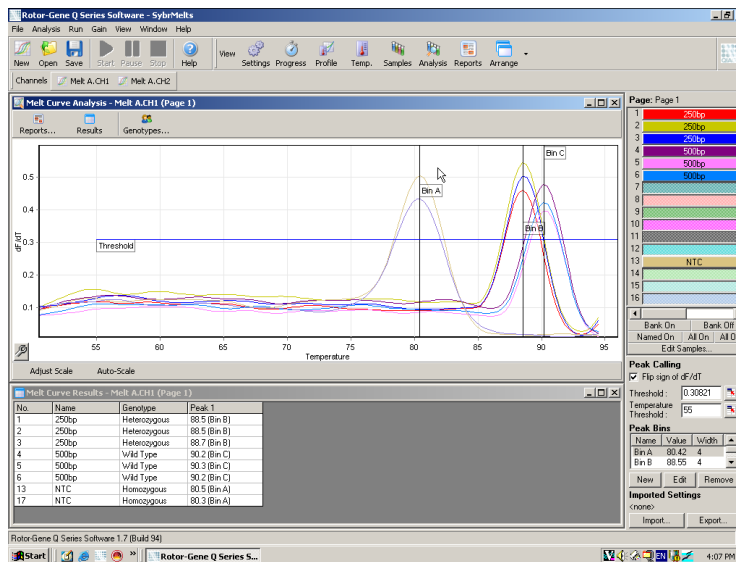 Rotor-Gene Q Series Software - SybrMelts
File Analysis Run Gain View Window Help
New Open Save Start Pause Stop Help View Settings Progress Profile Temp. Samples Analysis Reports Arrange
Channels Melt A.CH1 Melt A.CH2
Melt Curve Analysis - Melt A.CH1 (Page 1)
Reports... Results Genotypes...
Bin C
0.5
Bin A
0.4
dF/dT
0.3
Threshold
Bin B
0.2
0.1
55 60 65 70 75 80 85 90 95
Temperature
Adjust Scale Auto-Scale
Melt Curve Results - Melt A.CH1 (Page 1)
No. Name Genotype Peak 1
1 250bp Heterozygous 88.5 (Bin B)
2 250bp Heterozygous 88.5 (Bin B)
3 250bp Heterozygous 88.7 (Bin B)
4 500bp Wild Type 90.2 (Bin C)
5 500bp Wild Type 90.3 (Bin C)
6 500bp Wild Type 90.2 (Bin C)
13 NTC Homozygous 80.5 (Bin A)
17 NTC Homozygous 80.3 (Bin A)
Page: Page 1
1 250bp
2 250bp
3 250bp
4 500bp
5 500bp
6 500bp
7
8
9
10
11
12
13 NTC
14
15
16
Bank On Bank Off
Named On All On All O
Edit Samples...
Peak Calling
Flip sign of dF/dT
Threshold : 0.30821
Temperature
Threshold : 55
Peak Bins
Name Value Width
Bin A 80.42 4
Bin B 88.55 4
New Edit Remove
Imported Settings
<none>
Import... Export...
Rotor-Gene Q Series Software 1.7 (Build 94)
Start » Rotor-Gene Q Series S... EN 4:07 PM